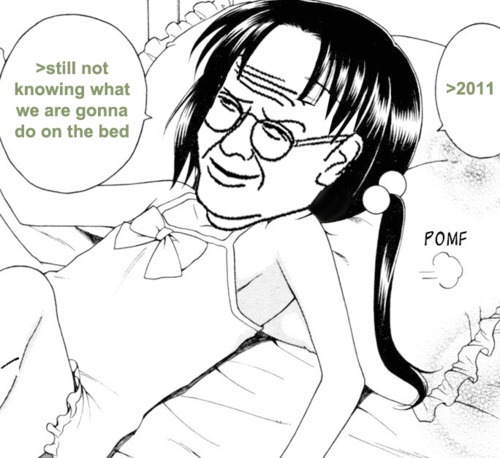 >still not
knowing what
we are gonna
do on the bed
>2011
POMF